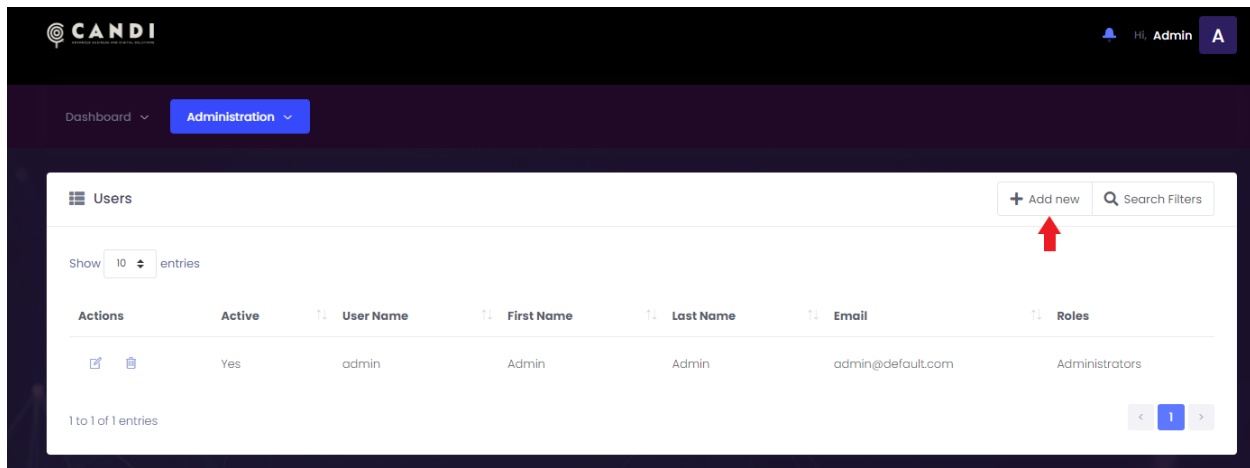 CANDI
Hi, Admin A
Dashboard
Administration
Users
+ Add new
Search Filters
Show 10 entries
Actions Active User Name First Name Last Name Email Roles
Yes admin Admin Admin admin@default.com Administrators
1 to 1 of 1 entries
< 1 >